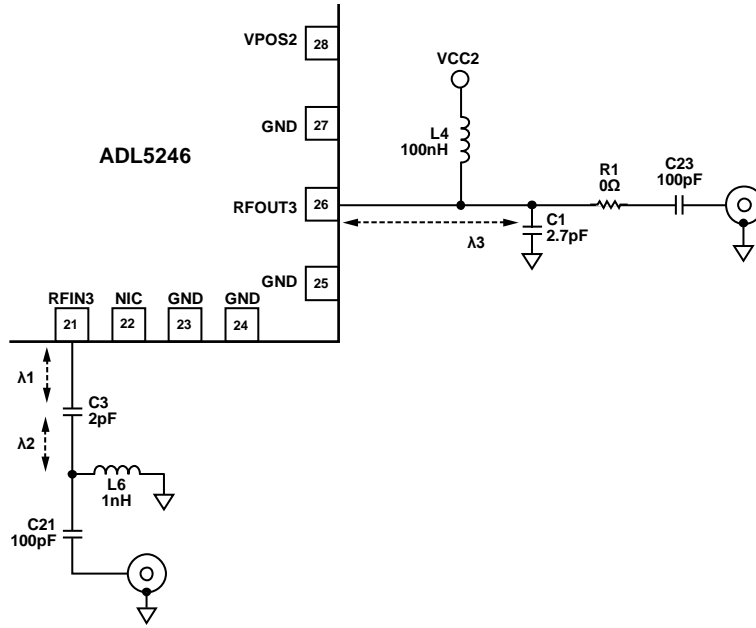 VPOS2
28
VCC2
GND
27
L4
100nH
ADL5246
R1
0Ω
C23
100pF
RFOUT3
26
C1
2.7pF
λ3
GND
25
RFIN3
NIC
GND
GND
21
22
23
24
λ1
C3
2pF
λ2
L6
1nH
C21
100pF